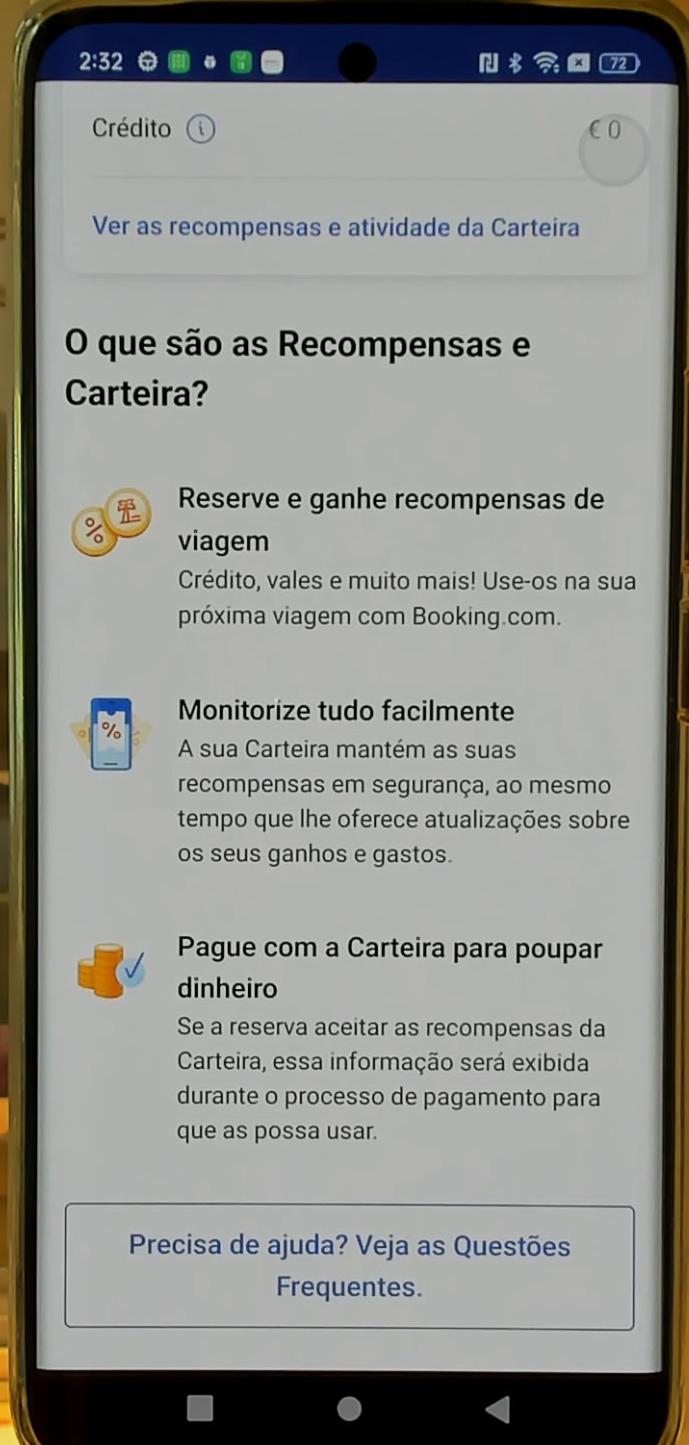 2:32
72
Crédito
€ 0
Ver as recompensas e atividade da Carteira
O que são as Recompensas e
Carteira?
Reserve e ganhe recompensas de
viagem
Crédito, vales e muito mais! Use-os na sua
próxima viagem com Booking.com.
Monitorize tudo facilmente
A sua Carteira mantém as suas
recompensas em segurança, ao mesmo
tempo que lhe oferece atualizações sobre
os seus ganhos e gastos.
Pague com a Carteira para poupar
dinheiro
Se a reserva aceitar as recompensas da
Carteira, essa informação será exibida
durante o processo de pagamento para
que as possa usar.
Precisa de ajuda? Veja as Questões
Frequentes.